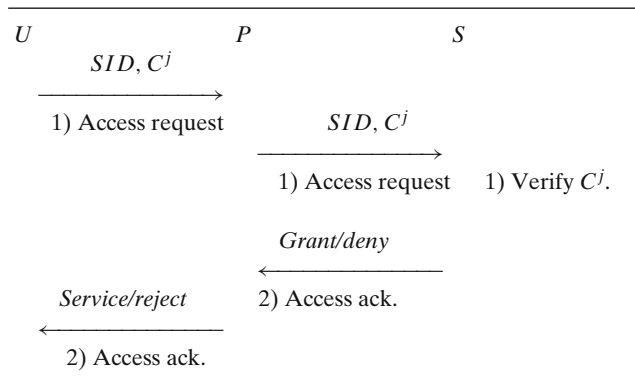 U P S
SID, C^j
1) Access request
SID, C^j
1) Access request 1) Verify C^j.
Grant/deny
2) Access ack.
Service/reject
2) Access ack.